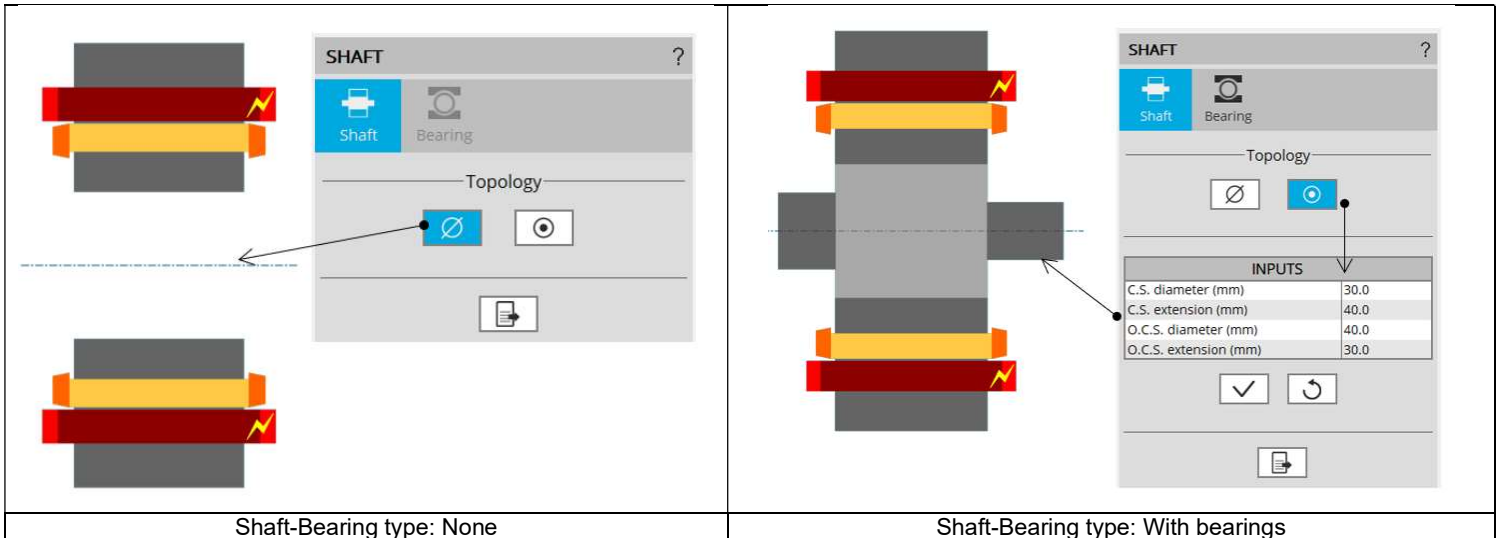 SHAFT ?
Shaft Bearing
Topology
Shaft-Bearing type: None
SHAFT ?
Shaft Bearing
Topology
INPUTS
C.S. diameter (mm) 30.0
C.S. extension (mm) 40.0
O.C.S. diameter (mm) 40.0
O.C.S. extension (mm) 30.0
Shaft-Bearing type: With bearings